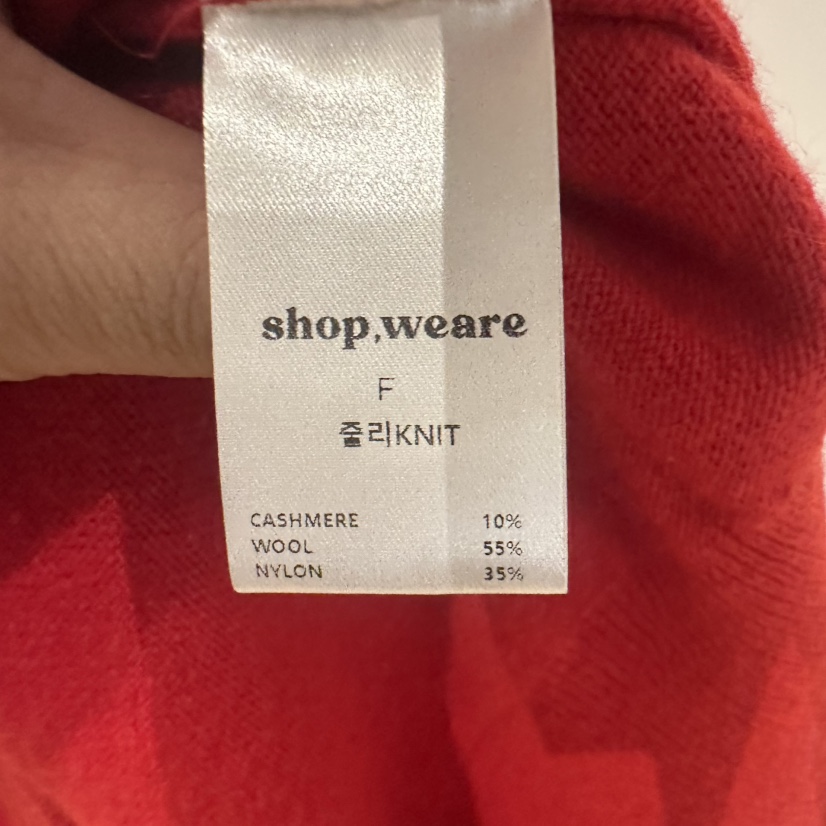 shop,weare
F
줄리KNIT
CASHMERE 10%
WOOL 55%
NYLON 35%